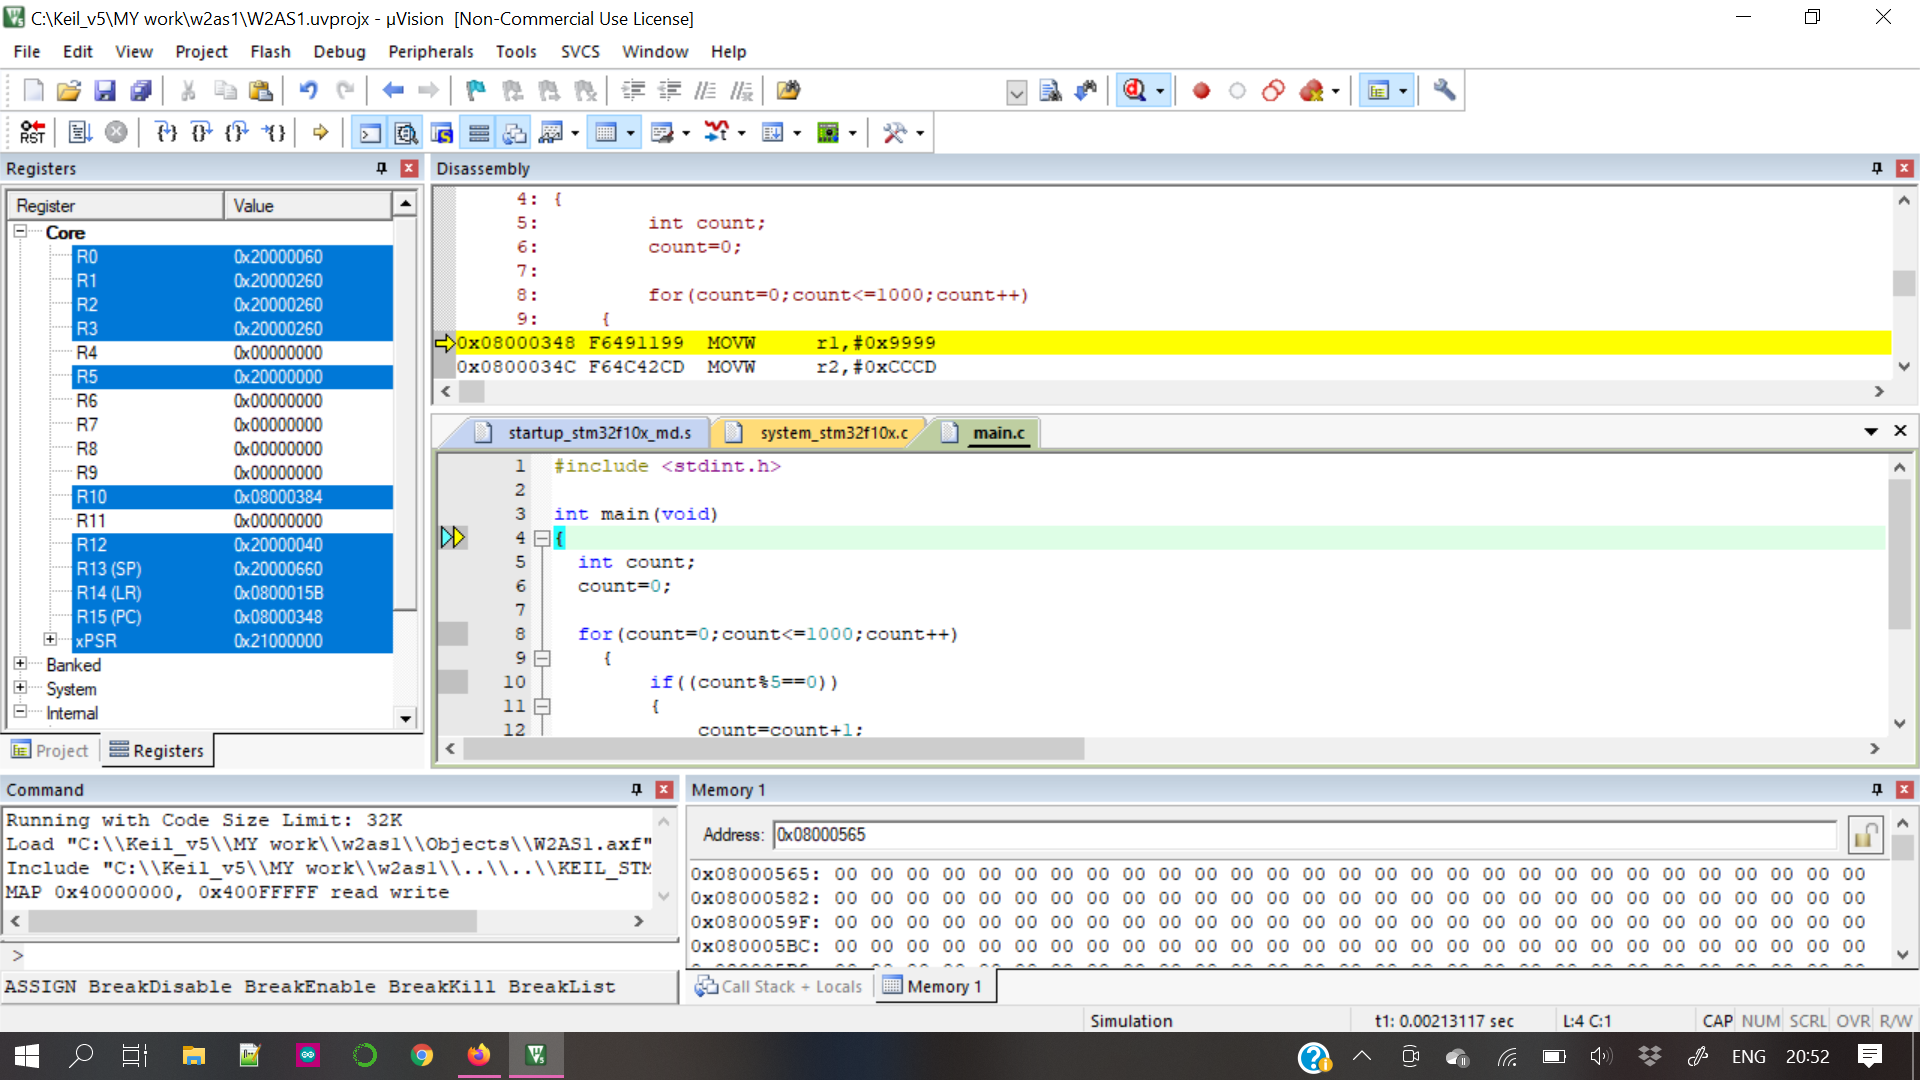 C:\Keil_v5\MY work\w2as1\W2AS1.uvprojx - µVision  [Non-Commercial Use License]
File Edit View Project Flash Debug Peripherals Tools SVCS Window Help
RST
Registers
Register Value
Core
R0 0x20000060
R1 0x20000260
R2 0x20000260
R3 0x20000260
R4 0x00000000
R5 0x20000000
R6 0x00000000
R7 0x00000000
R8 0x00000000
R9 0x00000000
R10 0x08000384
R11 0x00000000
R12 0x20000040
R13 (SP) 0x20000660
R14 (LR) 0x0800015B
R15 (PC) 0x08000348
xPSR 0x21000000
Banked
System
Internal
Project Registers
Disassembly
4: {
5: int count;
6: count=0;
7:
8: for(count=0;count<=1000;count++)
9: {
0x08000348 F6491199 MOVW r1,#0x9999
0x0800034C F64C42CD MOVW r2,#0xCCCD
startup_stm32f10x_md.s system_stm32f10x.c main.c
1 #include <stdint.h>
2
3 int main(void)
4 {
5 int count;
6 count=0;
7
8 for(count=0;count<=1000;count++)
9 {
10 if((count%5==0))
11 {
12 count=count+1;
Command
Running with Code Size Limit: 32K
Load "C:\\Keil_v5\\MY work\\w2as1\\Objects\\W2AS1.axf"
Include "C:\\Keil_v5\\MY work\\w2as1\\..\\..\\KEIL_STM
MAP 0x40000000, 0x400FFFFF read write
>
ASSIGN BreakDisable BreakEnable BreakKill BreakList
Memory 1
Address: 0x08000565
0x08000565: 00 00 00 00 00 00 00 00 00 00 00 00 00 00 00 00 00 00 00 00 00 00 00 00 00 00 00 00 00
0x08000582: 00 00 00 00 00 00 00 00 00 00 00 00 00 00 00 00 00 00 00 00 00 00 00 00 00 00 00 00 00
0x0800059F: 00 00 00 00 00 00 00 00 00 00 00 00 00 00 00 00 00 00 00 00 00 00 00 00 00 00 00 00 00
0x080005BC: 00 00 00 00 00 00 00 00 00 00 00 00 00 00 00 00 00 00 00 00 00 00 00 00 00 00 00 00 00
Call Stack + Locals Memory 1
Simulation t1: 0.00213117 sec L:4 C:1 CAP NUM SCRL OVR R/W
ENG 20:52